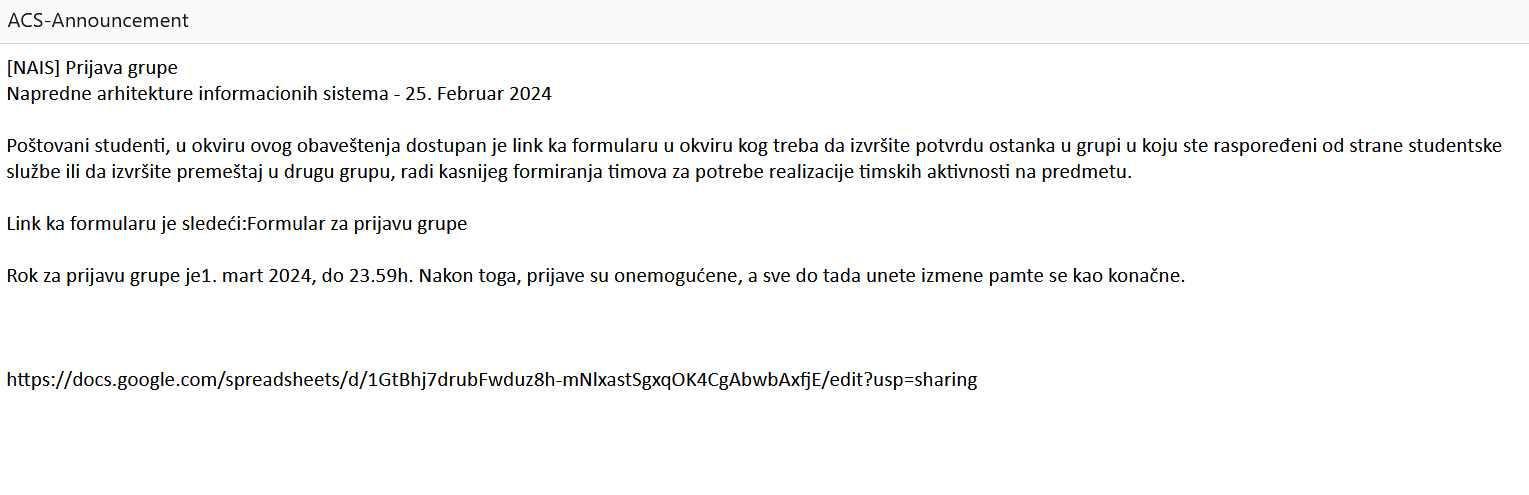 ACS-Announcement
[NAIS] Prijava grupe
Napredne arhitekture informacionih sistema - 25. Februar 2024
Poštovani studenti, u okviru ovog obaveštenja dostupan je link ka formularu u okviru kog treba da izvršite potvrdu ostanka u grupi u koju ste raspoređeni od strane studentske
službe ili da izvršite premeštaj u drugu grupu, radi kasnijeg formiranja timova za potrebe realizacije timskih aktivnosti na predmetu.
Link ka formularu je sledeći:Formular za prijavu grupe
Rok za prijavu grupe je1. mart 2024, do 23.59h. Nakon toga, prijave su onemogućene, a sve do tada unete izmene pamte se kao konačne.
https://docs.google.com/spreadsheets/d/1GtBhj7drubFwduz8h-mNlxastSgxqOK4CgAbwbAxfjE/edit?usp=sharing